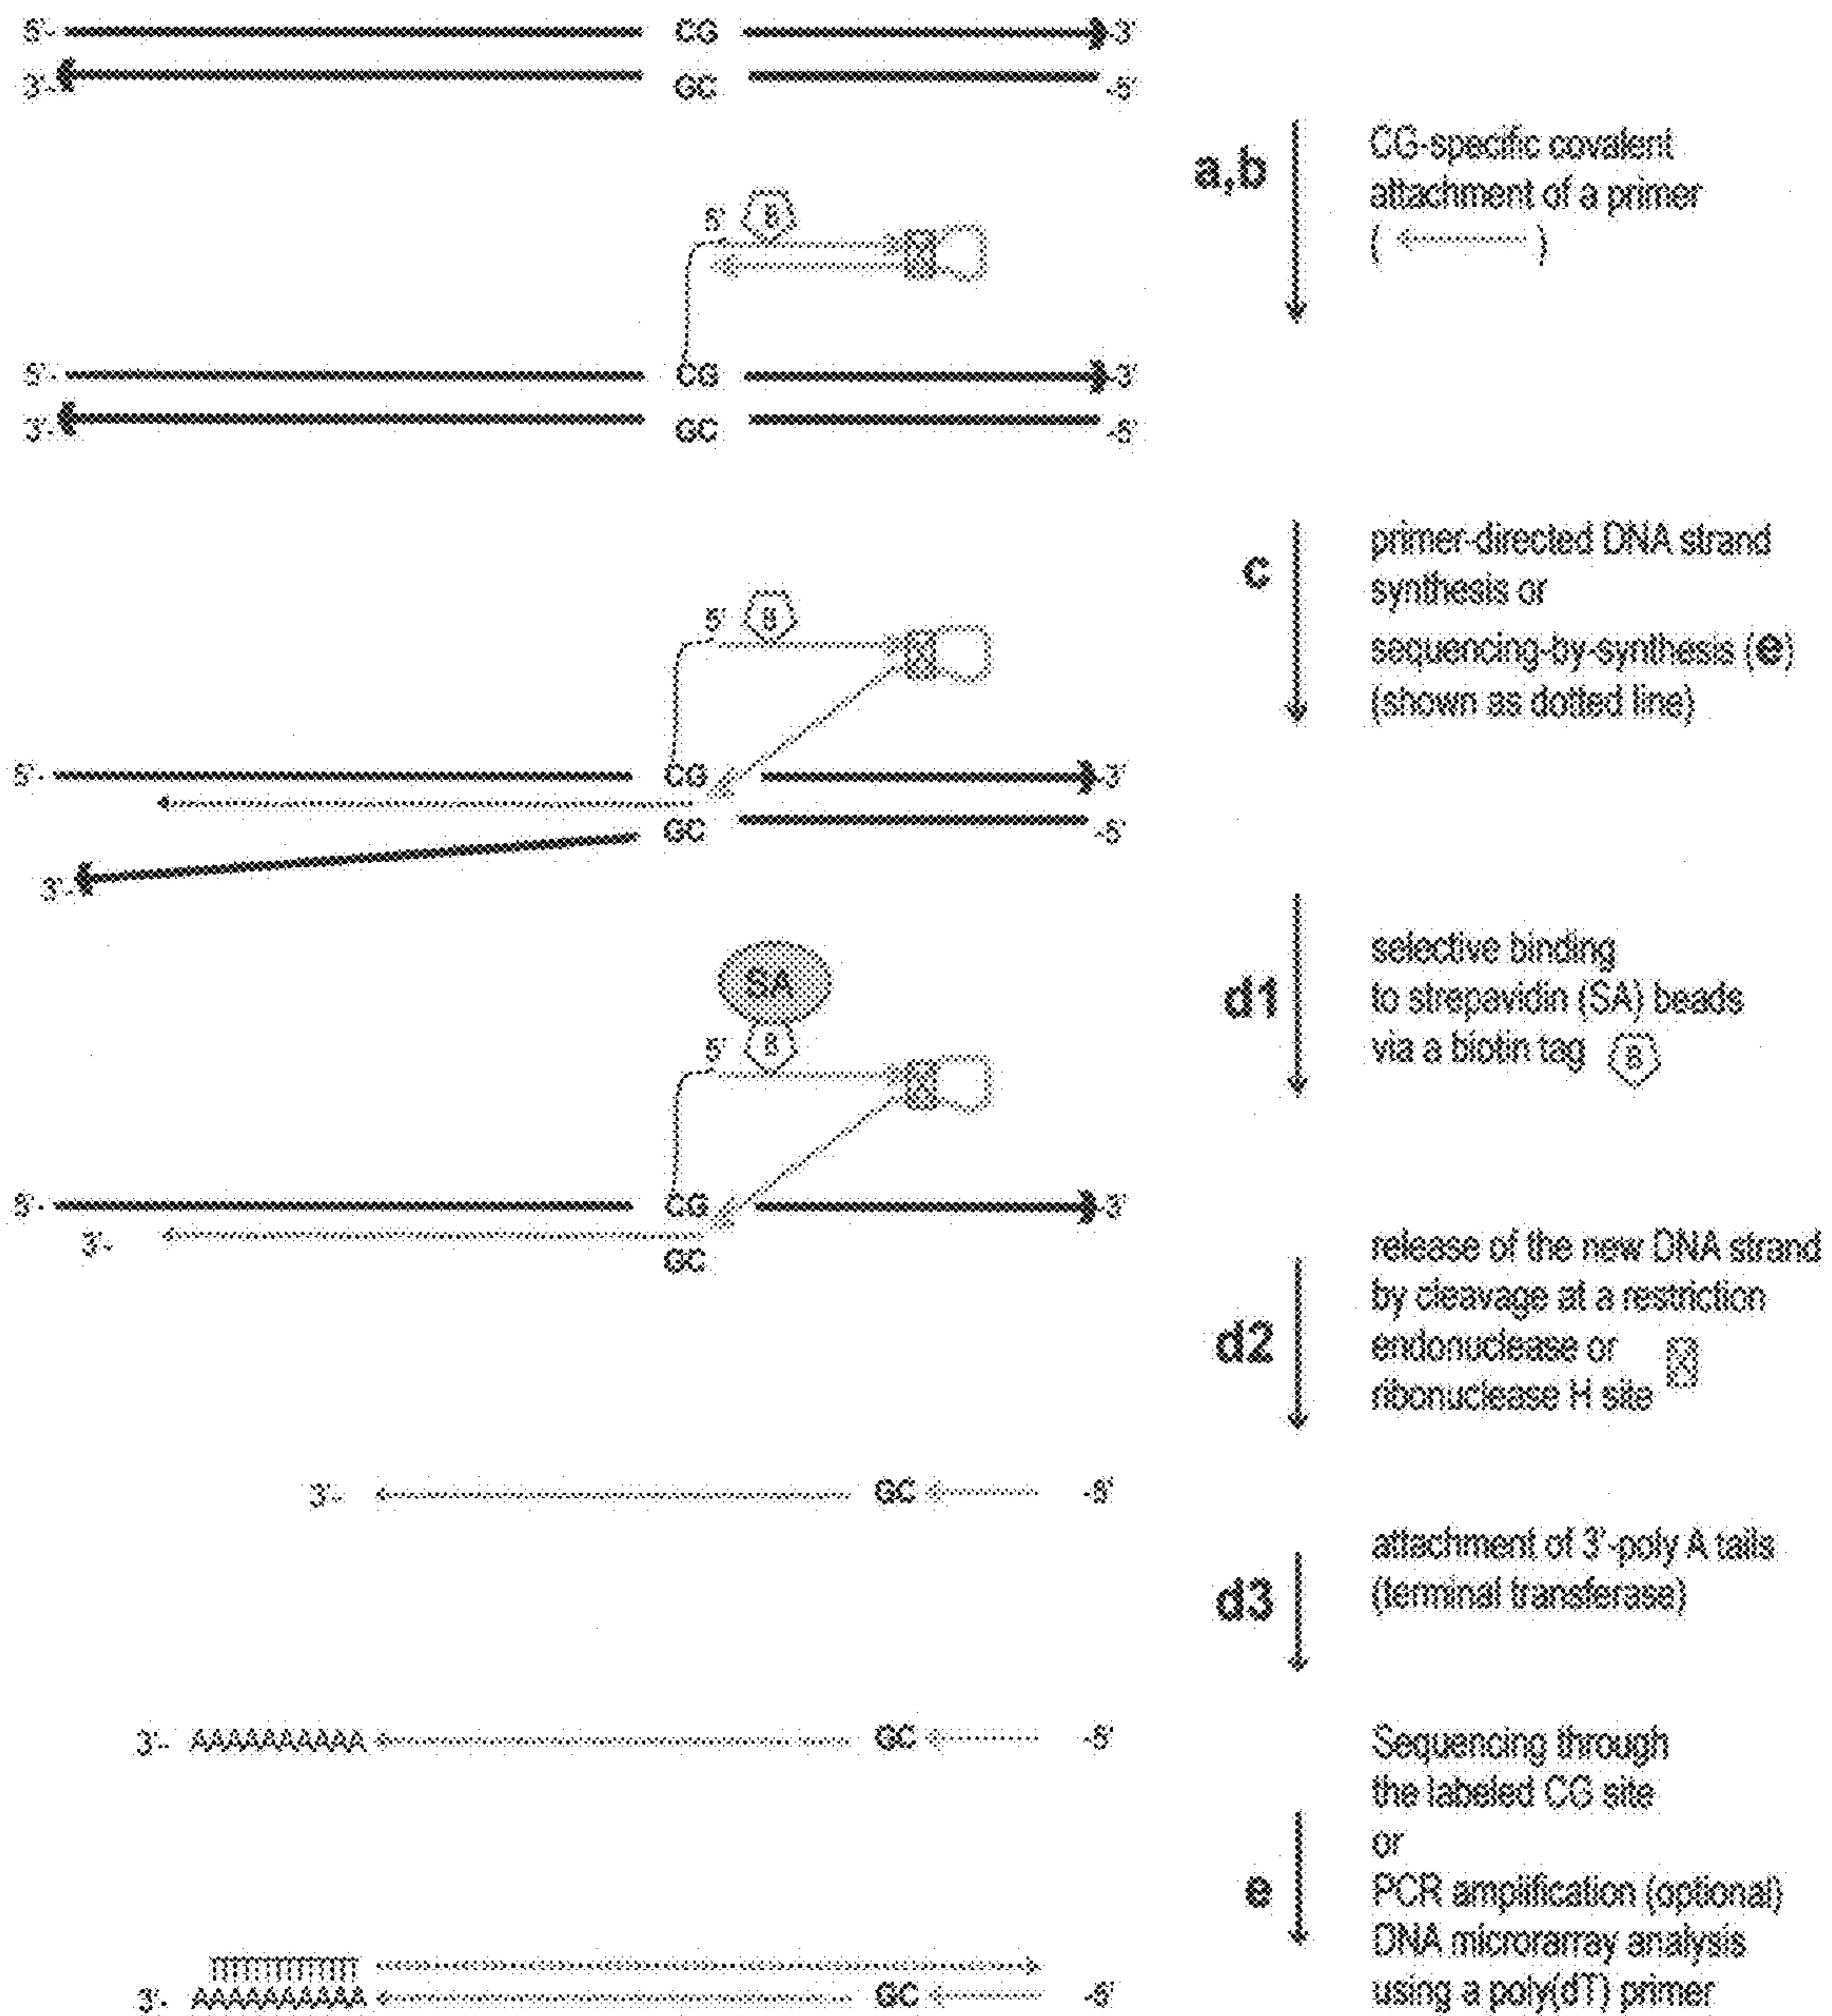 5'- CG -3'
3'- GC -5'
a,b
CG-specific covalent
attachment of a primer
( )
5' B
5'- CG -3'
3'- GC -5'
c
primer-directed DNA strand
synthesis or
sequencing-by-synthesis (e)
(shown as dotted line)
5' B
5'- CG -3'
GC -5'
3'-
d1
selective binding
to strepavidin (SA) beads
via a biotin tag B
SA
5' B
5'- CG -3'
3'-
GC
d2
release of the new DNA strand
by cleavage at a restriction
endonuclease or
ribonuclease H site
3'- GC -5'
d3
attachment of 3'-poly A tails
(terminal transferase)
3'- AAAAAAAAAA GC -5'
e
Sequencing through
the labeled CG site
or
PCR amplification (optional)
DNA microrarray analysis
using a poly(dT) primer
TTTTTTTTTT
3'- AAAAAAAAAA GC -5'